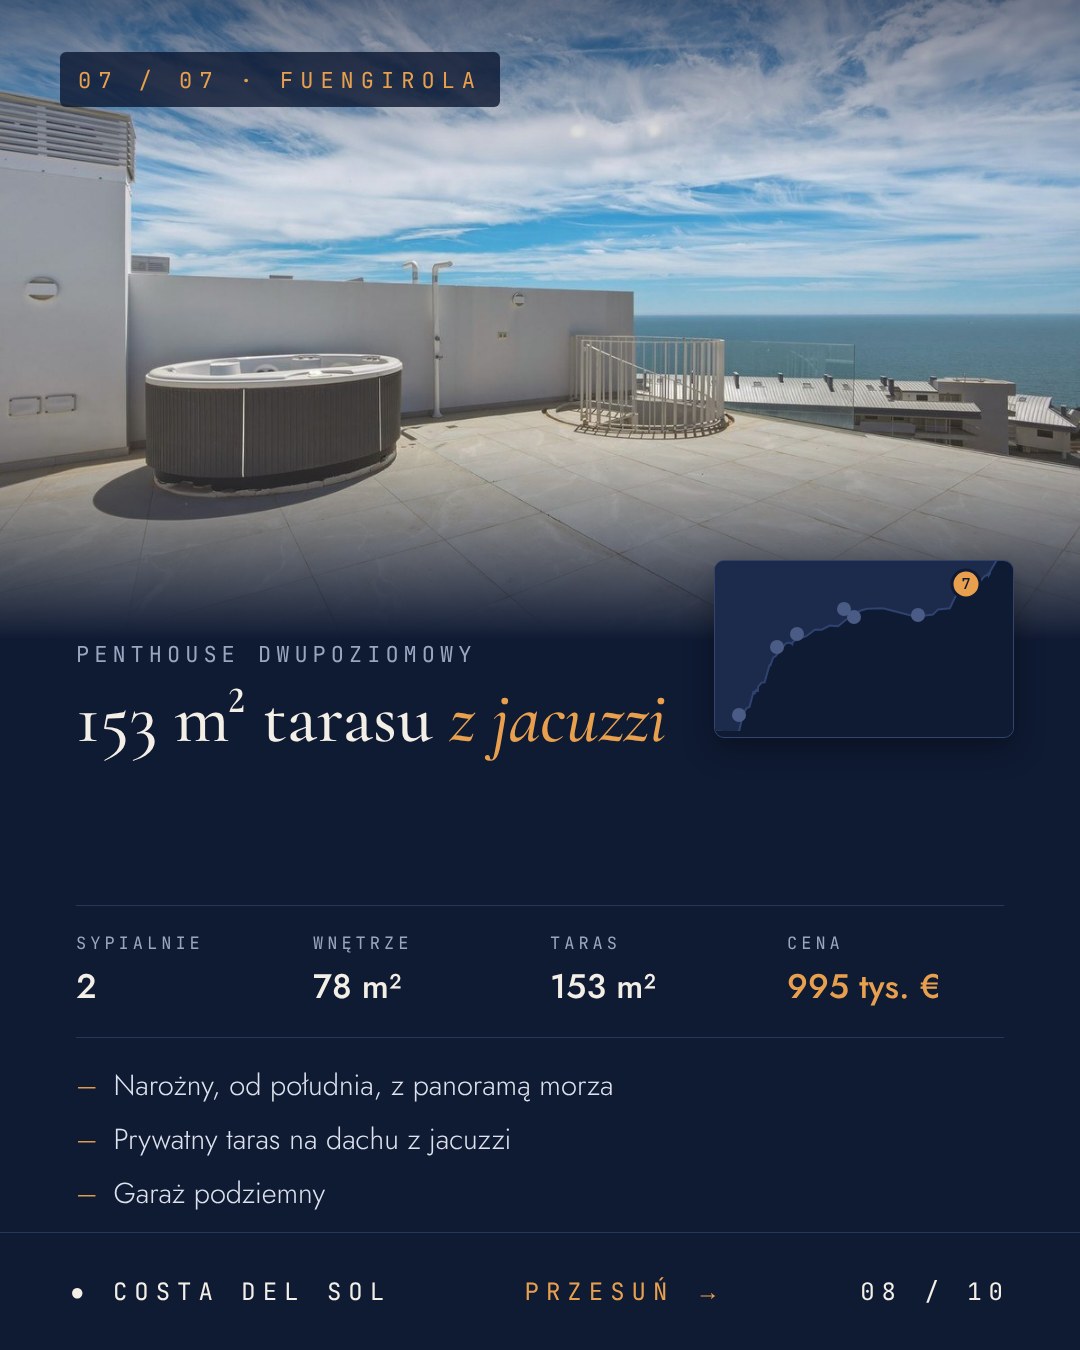 07 / 07 · FUENGIROLA
7
PENTHOUSE DWUPOZIOMOWY
153 m² tarasu z jacuzzi
SYPIALNIE WNĘTRZE TARAS CENA
2 78 m² 153 m² 995 tys. €
— Narożny, od południa, z panoramą morza
— Prywatny taras na dachu z jacuzzi
— Garaż podziemny
• COSTA DEL SOL PRZESUŃ → 08 / 10